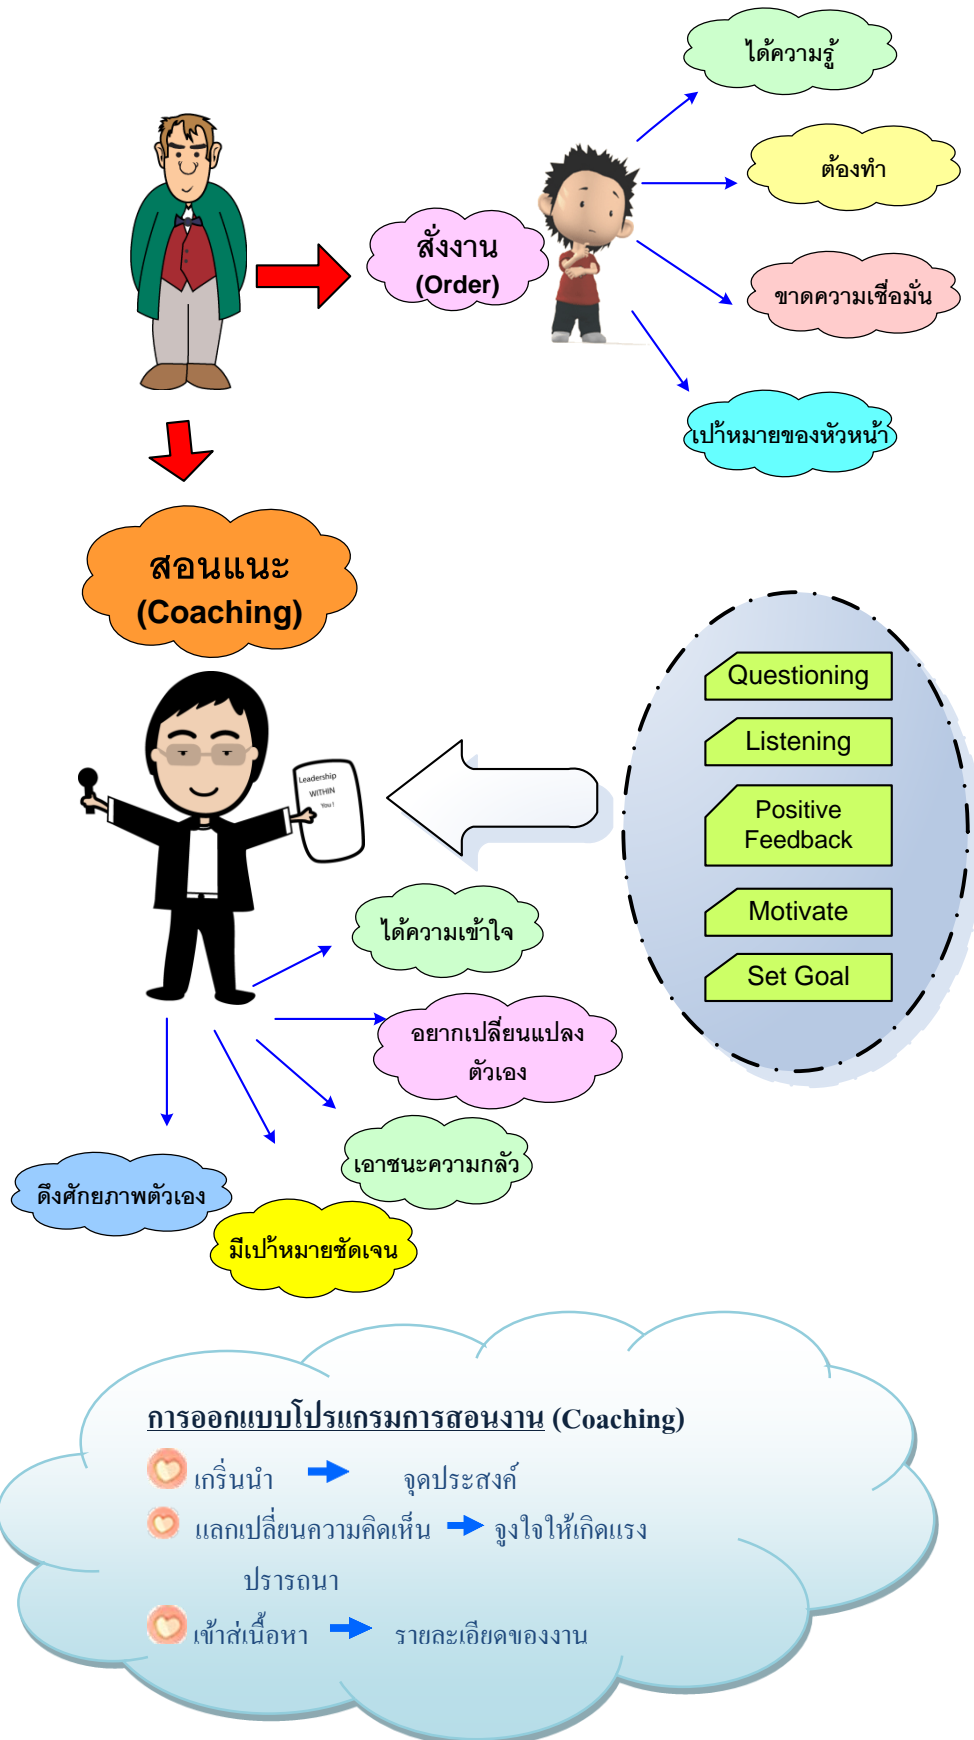 ได้ความรู้
ต้องทำ
สั่งงาน
(Order)
ขาดความเชื่อมั่น
เป้าหมายของหัวหน้า
สอนแนะ
(Coaching)
Questioning
Listening
Positive
Feedback
Motivate
Set Goal
Leadership
WITHIN
You !
ได้ความเข้าใจ
อยากเปลี่ยนแปลง
ตัวเอง
เอาชนะความกลัว
ดึงศักยภาพตัวเอง
มีเป้าหมายชัดเจน
การออกแบบโปรแกรมการสอนงาน (Coaching)
เกริ่นนำ จุดประสงค์
แลกเปลี่ยนความคิดเห็น จูงใจให้เกิดแรง
ปรารถนา
เข้าสู่เนื้อหา รายละเอียดของงาน